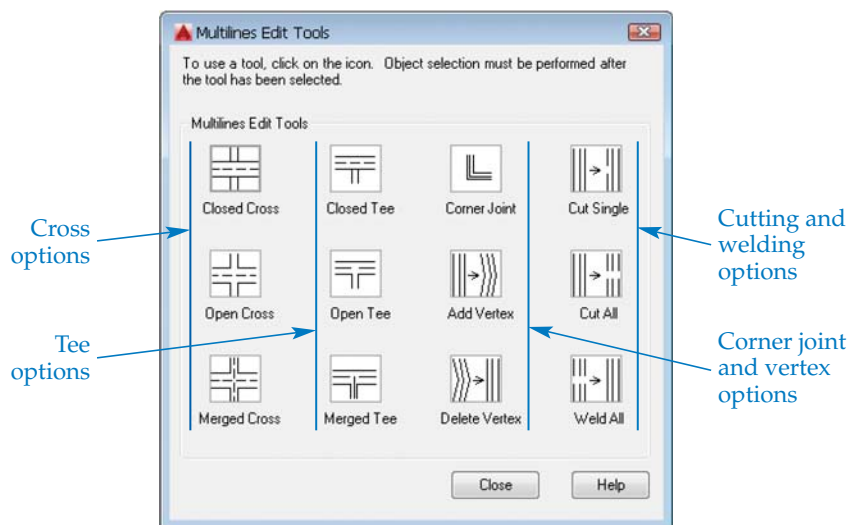 Multilines Edit Tools
To use a tool, click on the icon.  Object selection must be performed after
the tool has been selected.
Multilines Edit Tools
Closed Cross
Closed Tee
Corner Joint
Cut Single
Cross
options
Cutting and
welding
options
Open Cross
Open Tee
Add Vertex
Cut All
Tee
options
Corner joint
and vertex
options
Merged Cross
Merged Tee
Delete Vertex
Weld All
Close
Help